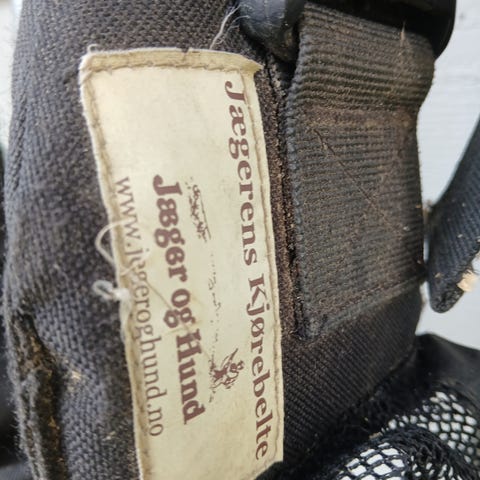 Jægerens Kjørebelte
Jæger og Hund
www.jegeroghund.no